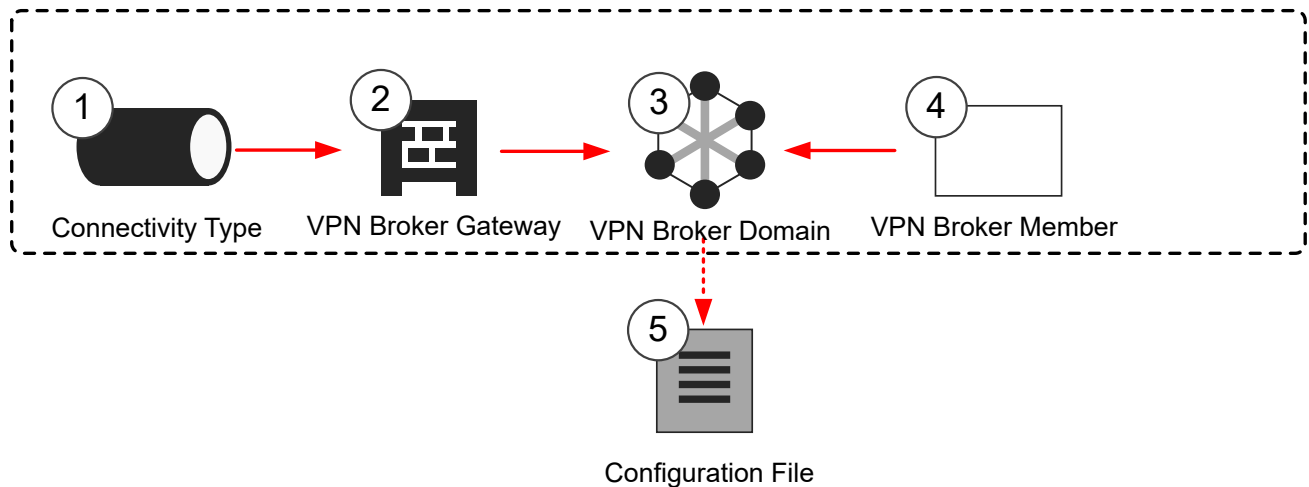 1
2
3
4
Connectivity Type
VPN Broker Gateway
VPN Broker Domain
VPN Broker Member
5
Configuration File